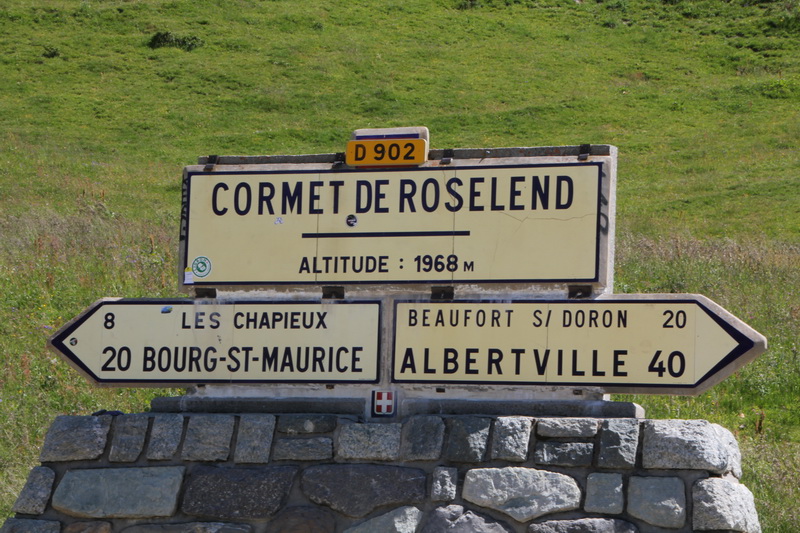 D 902
CORMET DE ROSELEND
ALTITUDE : 1968 M
8 LES CHAPIEUX
20 BOURG-ST-MAURICE
BEAUFORT S/ DORON 20
ALBERTVILLE 40